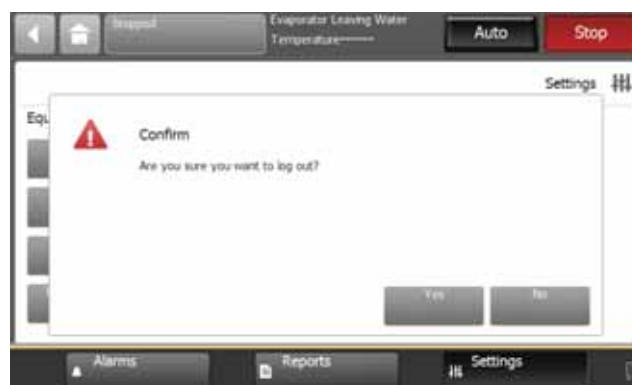 Stopped
Evaporator Leaving Water
Temperature------
Auto
Stop
Settings
Equ
Confirm
Are you sure you want to log out?
Yes
No
Alarms
Reports
Settings